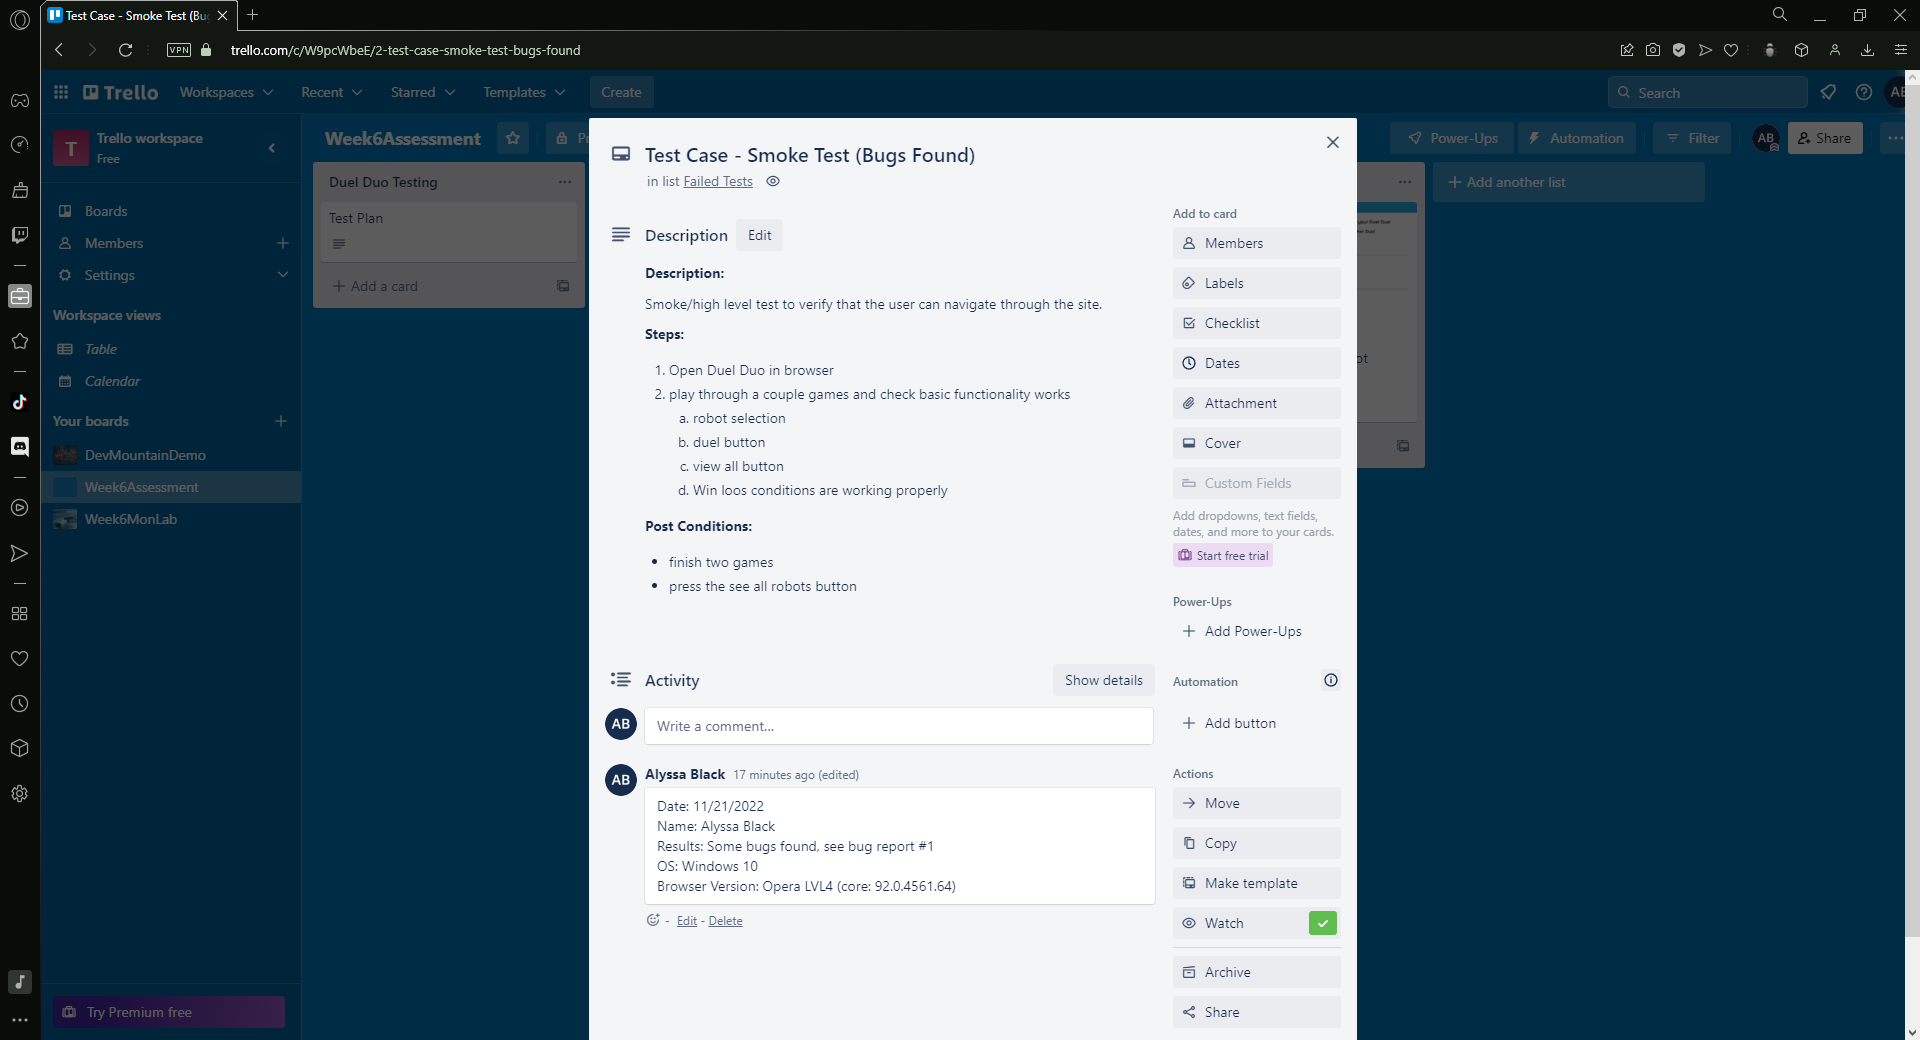 Test Case - Smoke Test (Bu
VPN
trello.com/c/W9pcWbeE/2-test-case-smoke-test-bugs-found
Trello
Workspaces
Recent
Starred
Templates
Create
Search
T
Trello workspace
Free
Boards
Members
Settings
Workspace views
Table
Calendar
Your boards
DevMountainDemo
Week6Assessment
Week6MonLab
Try Premium free
Week6Assessment
Power-Ups
Automation
Filter
AB
Share
Duel Duo Testing
Test Plan
+ Add a card
+ Add another list
Test Case - Smoke Test (Bugs Found)
in list Failed Tests
Description
Edit
Description:
Smoke/high level test to verify that the user can navigate through the site.
Steps:
1. Open Duel Duo in browser
2. play through a couple games and check basic functionality works
a. robot selection
b. duel button
c. view all button
d. Win loos conditions are working properly
Post Conditions:
• finish two games
• press the see all robots button
Activity
Show details
AB
Write a comment...
AB
Alyssa Black 17 minutes ago (edited)
Date: 11/21/2022
Name: Alyssa Black
Results: Some bugs found, see bug report #1
OS: Windows 10
Browser Version: Opera LVL4 (core: 92.0.4561.64)
- Edit - Delete
Add to card
Members
Labels
Checklist
Dates
Attachment
Cover
Custom Fields
Add dropdowns, text fields,
dates, and more to your cards.
Start free trial
Power-Ups
+ Add Power-Ups
Automation
+ Add button
Actions
Move
Copy
Make template
Watch
Archive
Share